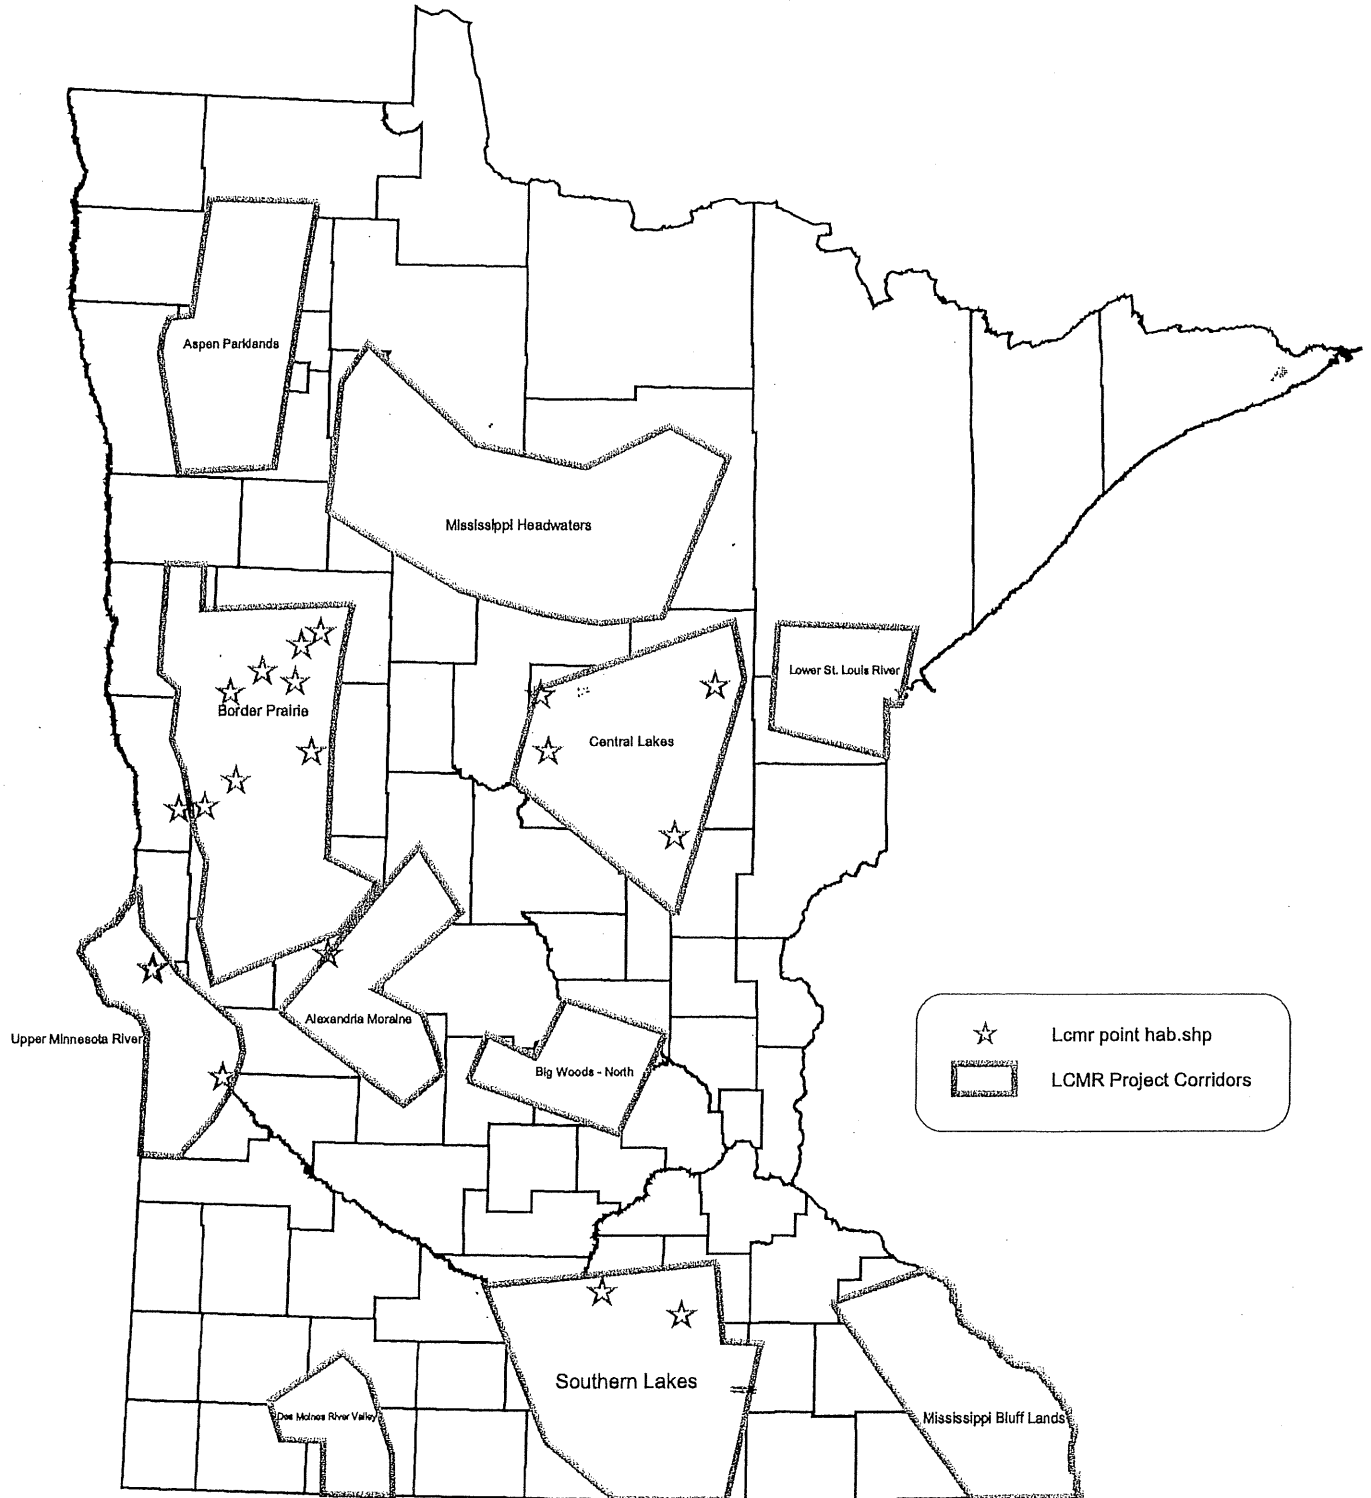 Aspen Parklands
Mississippi Headwaters
Lower St. Louis River
Border Prairie
Central Lakes
Alexandria Moraine
Upper Minnesota River
Big Woods - North
Lcmr point hab.shp
LCMR Project Corridors
Southern Lakes
Des Moines River Valley
Mississippi Bluff Lands